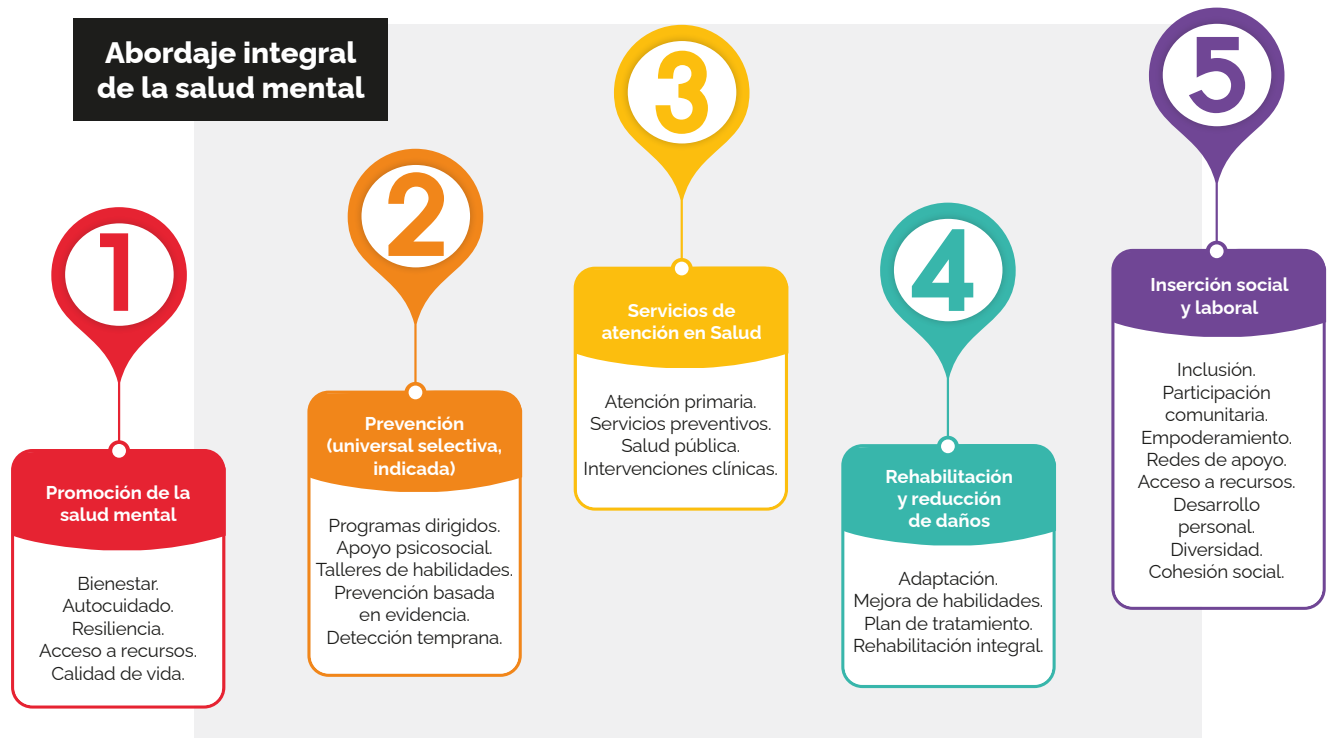 Abordaje integral
de la salud mental
1
Promoción de la
salud mental
Bienestar.
Autocuidado.
Resiliencia.
Acceso a recursos.
Calidad de vida.
2
Prevención
(universal selectiva,
indicada)
Programas dirigidos.
Apoyo psicosocial.
Talleres de habilidades.
Prevención basada
en evidencia.
Detección temprana.
3
Servicios de
atención en Salud
Atención primaria.
Servicios preventivos.
Salud pública.
Intervenciones clínicas.
4
Rehabilitación
y reducción
de daños
Adaptación.
Mejora de habilidades.
Plan de tratamiento.
Rehabilitación integral.
5
Inserción social
y laboral
Inclusión.
Participación
comunitaria.
Empoderamiento.
Redes de apoyo.
Acceso a recursos.
Desarrollo
personal.
Diversidad.
Cohesión social.